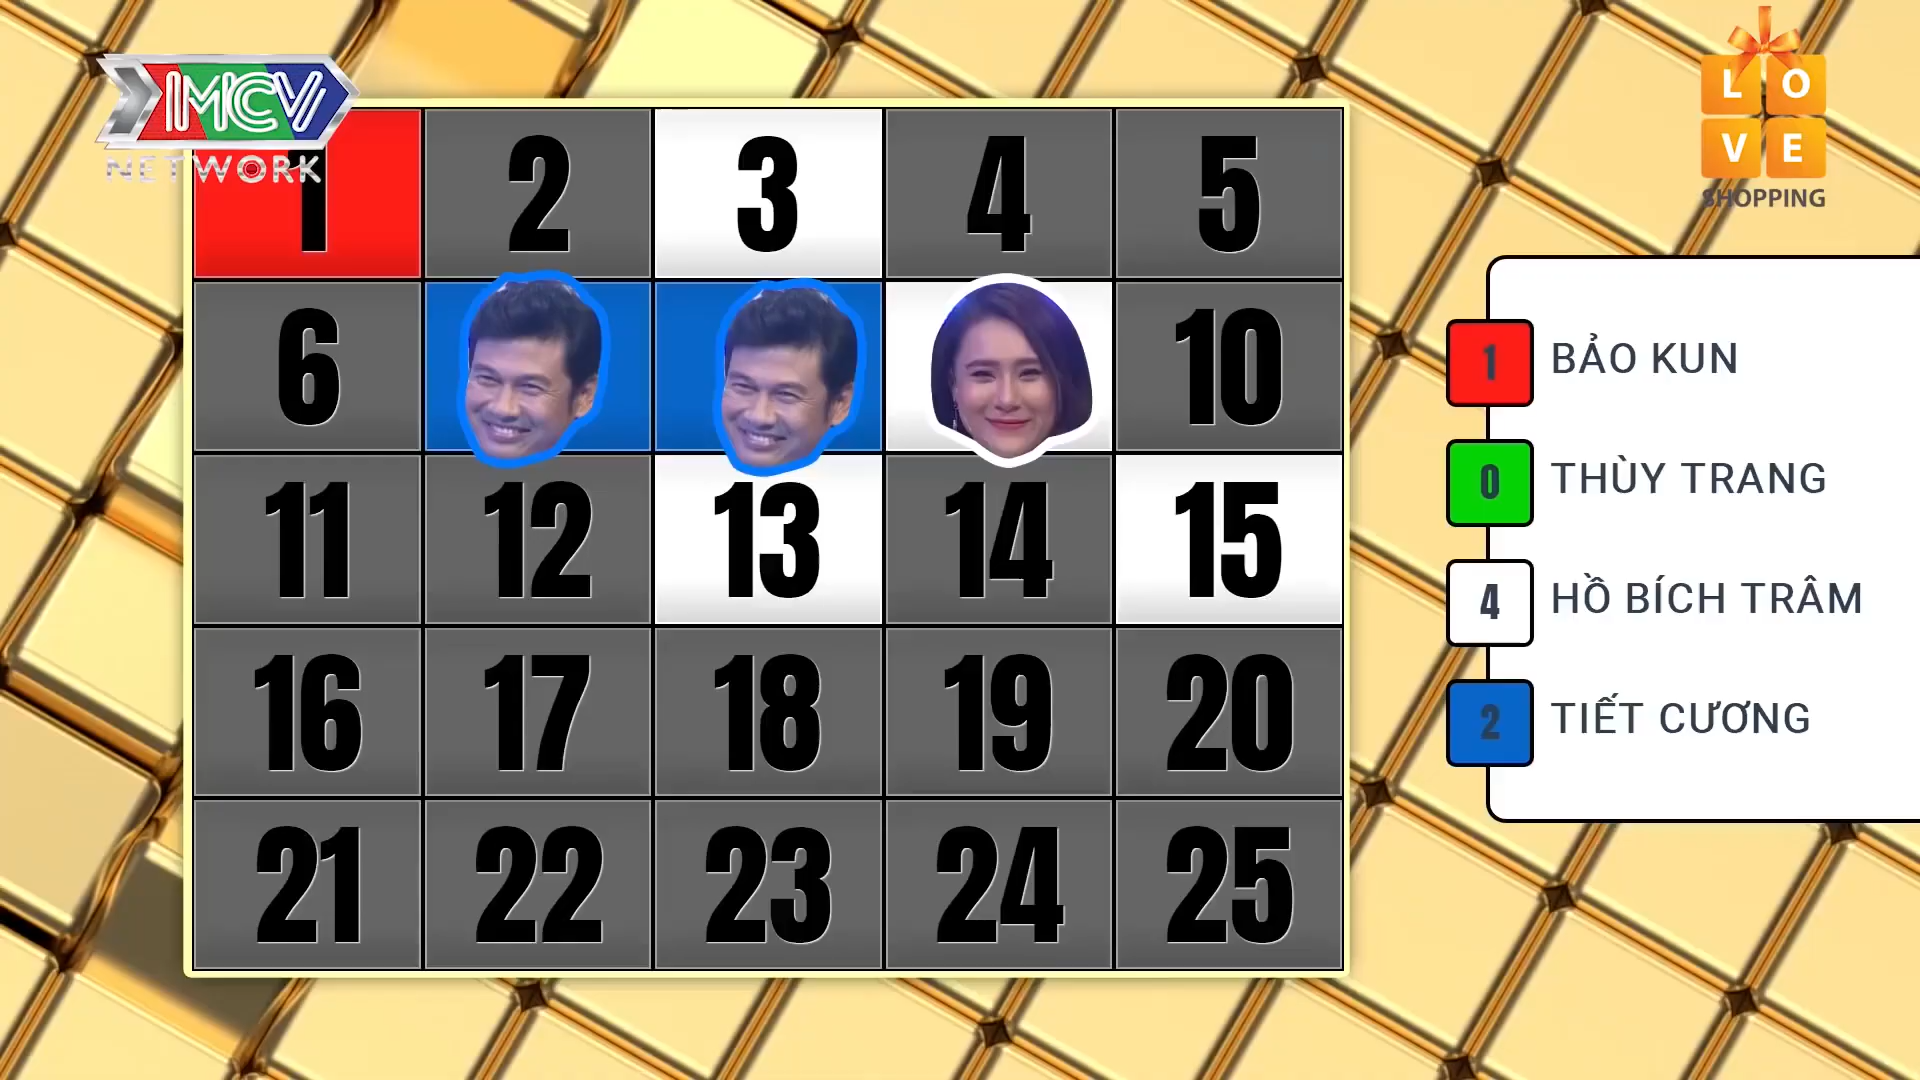 MCV
NETWORK
LOVE
SHOPPING
1 2 3 4 5
6 10
11 12 13 14 15
16 17 18 19 20
21 22 23 24 25
1 BẢO KUN
0 THÙY TRANG
4 HỒ BÍCH TRÂM
2 TIẾT CƯƠNG